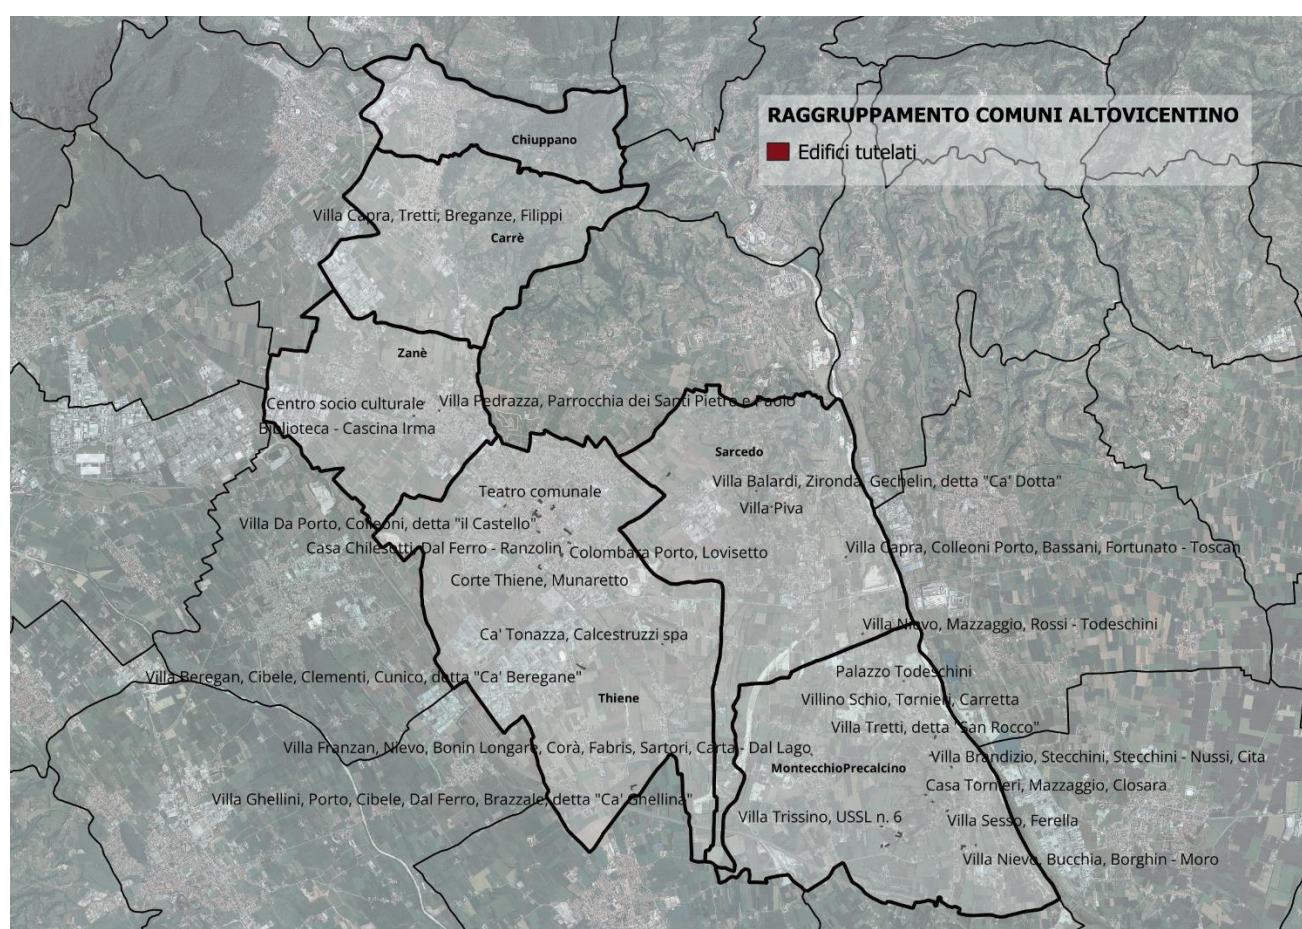 RAGGRUPPAMENTO COMUNI ALTOVICENTINO
Edifici tutelati
Chiuppano
Villa Capra, Tretti, Breganze, Filippi
Carrè
Zanè
Centro socio culturale
Villa Pedrazza, Parrocchia dei Santi Pietro e Paolo
Biblioteca - Cascina Irma
Sarcedo
Villa Balardi, Zironda, Gechelin, detta "Ca' Dotta"
Teatro comunale
Villa Piva
Villa Da Porto, Colleoni, detta "il Castello"
Casa Chilesotti, Dal Ferro - Ranzolin
Colombara Porto, Lovisetto
Villa Capra, Colleoni Porto, Bassani, Fortunato - Toscan
Corte Thiene, Munaretto
Villa Nievo, Mazzaggio, Rossi - Todeschini
Ca' Tonazza, Calcestruzzi spa
Palazzo Todeschini
Villa Beregan, Cibele, Clementi, Cunico, detta "Ca' Beregane"
Thiene
Villino Schio, Tornieri, Carretta
Villa Tretti, detta "San Rocco"
Villa Franzan, Nievo, Bonin Longare, Corà, Fabris, Sartori, Carta - Dal Lago
Villa Brandizio, Stecchini, Stecchini - Nussi, Cita
MontecchioPrecalcino
Casa Tornieri, Mazzaggio, Closara
Villa Ghellini, Porto, Cibele, Dal Ferro, Brazzale, detta "Ca' Ghellina"
Villa Trissino, USSL n. 6
Villa Sesso, Ferella
Villa Nievo, Bucchia, Borghin - Moro